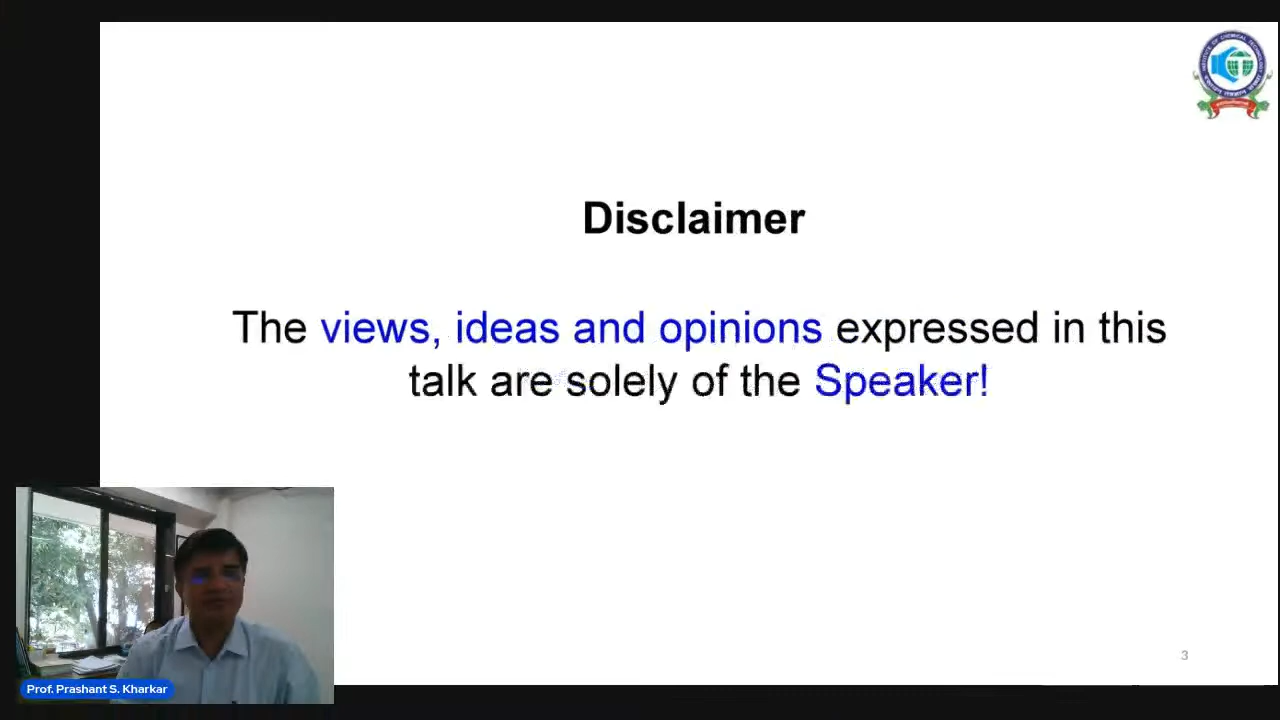 Disclaimer
The views, ideas and opinions expressed in this
talk are solely of the Speaker!
3
Prof. Prashant S. Kharkar